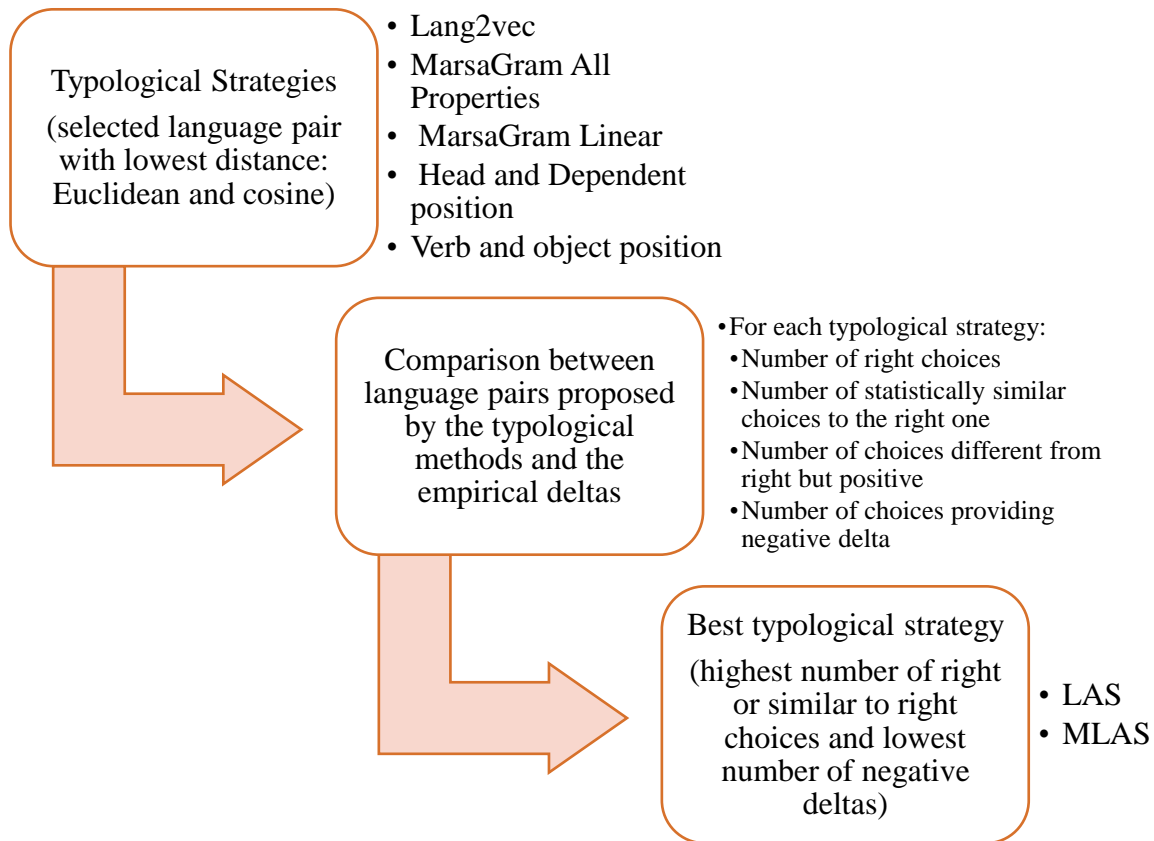 Typological Strategies
(selected language pair
with lowest distance:
Euclidean and cosine)
• Lang2vec
• MarsaGram All
Properties
• MarsaGram Linear
• Head and Dependent
position
• Verb and object position
Comparison between
language pairs proposed
by the typological
methods and the
empirical deltas
•For each typological strategy:
•Number of right choices
•Number of statistically similar
choices to the right one
•Number of choices different from
right but positive
•Number of choices providing
negative delta
Best typological strategy
(highest number of right
or similar to right
choices and lowest
number of negative
deltas)
• LAS
• MLAS